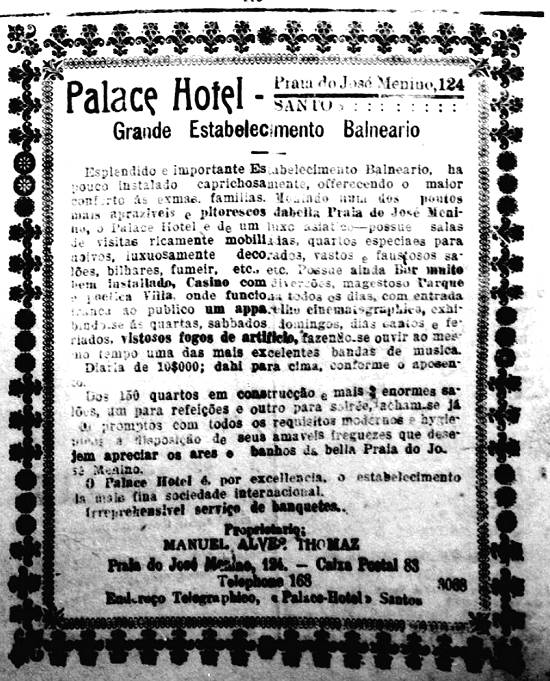 Palace Hotel - Praia do José Menino, 124
SANTOS : : : : : : :
Grande Estabelecimento Balneario
Esplendido e importante Estabelecimento Balneario, ha
pouco installado caprichosamente, offerecendo o maior
conforto ás exmas. familias. Montado num dos pontos
mais apraziveis e pitorescos dabella Praia do José Meni-
no, o Palace Hotel e de um luxo asiatico—possue salas
de visitas ricamente mobiliadas, quartos especiaes para
noivos, luxuosamente decorados, vastos e faustosos sa-
lões, bilhares, fumeir, etc., etc. Possue ainda Bar muito
bem installado, Casino com diversões, magestoso Parque
e poetica Villa, onde funcciona todos os dias, com entrada
franca ao publico um apparelho cinematographico, exhi-
bindo-se ás quartas, sabbados, domingos, dias santos e fe-
riados, vistosos fogos de artificio, fazendo-se ouvir ao mes-
mo tempo uma das mais excelentes bandas de musica.
Diaria de 10$000; dahi para cima, conforme o aposen-
to.
Dos 150 quartos em construcção e mais 2 enormes sa-
lões, um para refeições e outro para soirée, acham-se já
promptos com todos os requisitos modernos e hygie-
nicos a disposição de seus amaveis freguezes que dese-
jem apreciar os ares e banhos da bella Praia do Jo-
sé Menino.
O Palace Hotel é, por excellencia, o estabelecimento
da mais fina sociedade internacional.
Irreprehensivel serviço de banquetes.
Proprietario:
MANUEL ALVES THOMAZ
Praia do José Menino, 124. — Caixa Postal 83
Telephone 168 3068
Endereço Telegraphico, «Palace-Hotel» Santos